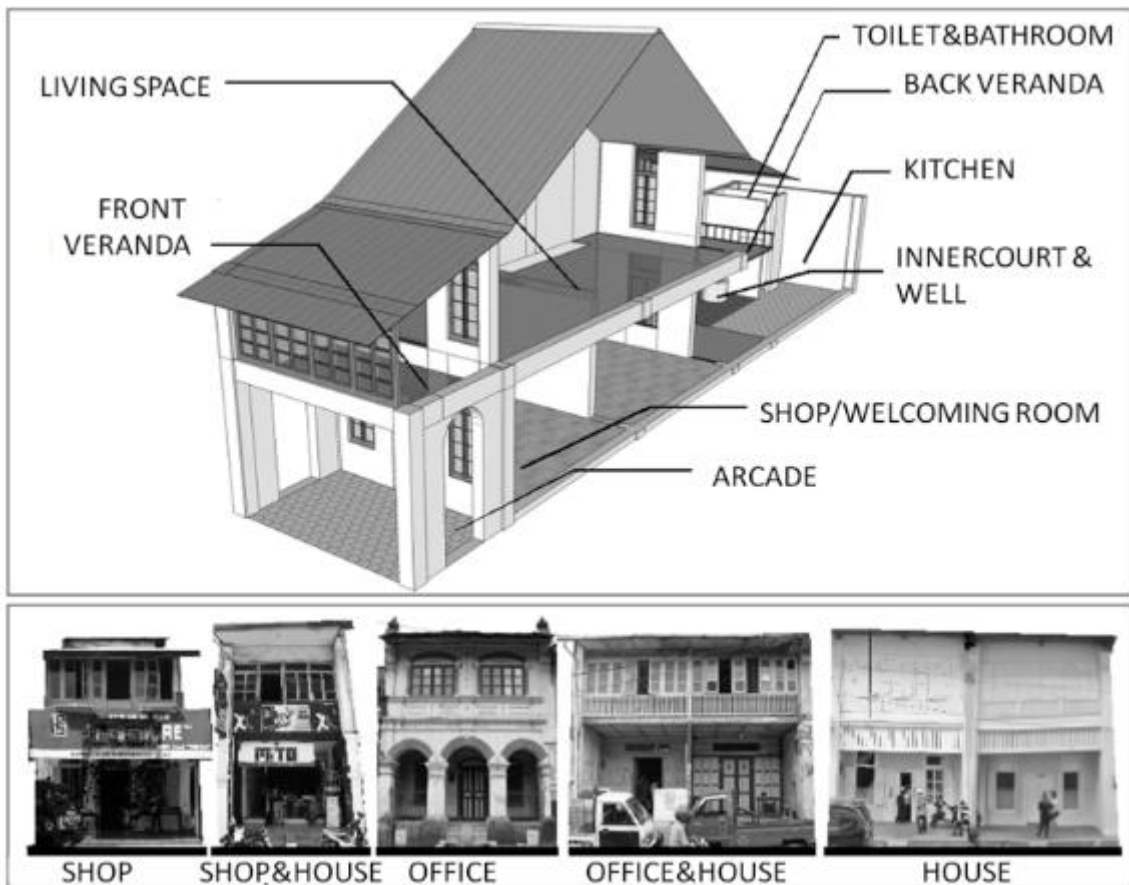 TOILET&BATHROOM
LIVING SPACE
BACK VERANDA
KITCHEN
FRONT
VERANDA
INNERCOURT &
WELL
SHOP/WELCOMING ROOM
ARCADE
SHOP
SHOP&HOUSE
OFFICE
OFFICE&HOUSE
HOUSE